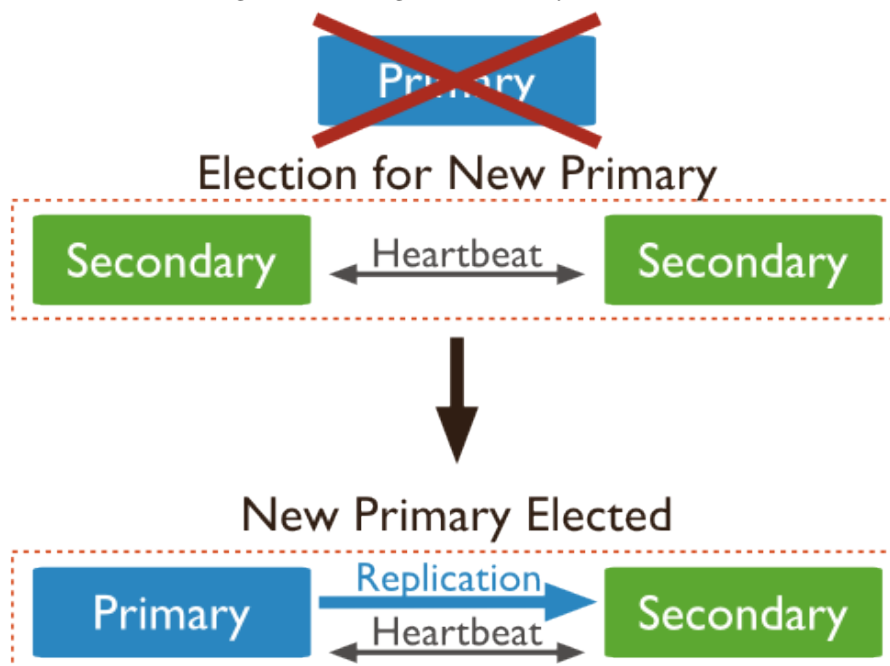 Primary
Election for New Primary
Secondary Heartbeat Secondary
New Primary Elected
Replication
Primary Secondary
Heartbeat